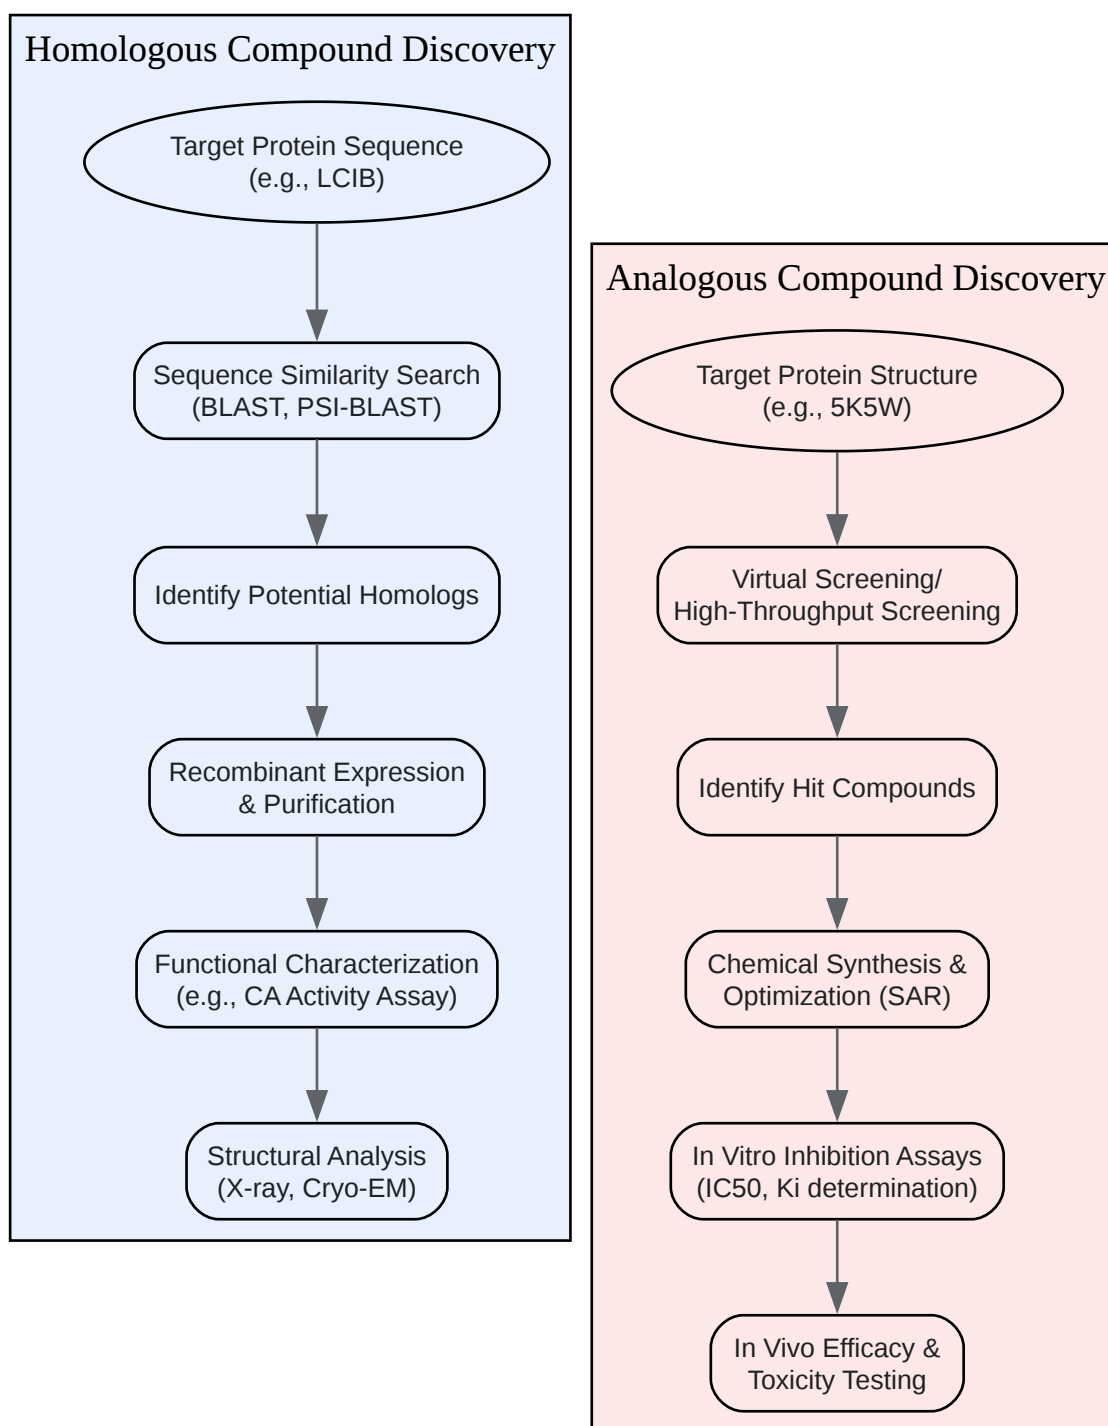 Homologous Compound Discovery
Target Protein Sequence
(e.g., LCIB)
Sequence Similarity Search
(BLAST, PSI-BLAST)
Identify Potential Homologs
Recombinant Expression
& Purification
Functional Characterization
(e.g., CA Activity Assay)
Structural Analysis
(X-ray, Cryo-EM)
Analogous Compound Discovery
Target Protein Structure
(e.g., 5K5W)
Virtual Screening/
High-Throughput Screening
Identify Hit Compounds
Chemical Synthesis &
Optimization (SAR)
In Vitro Inhibition Assays
(IC50, Ki determination)
In Vivo Efficacy &
Toxicity Testing